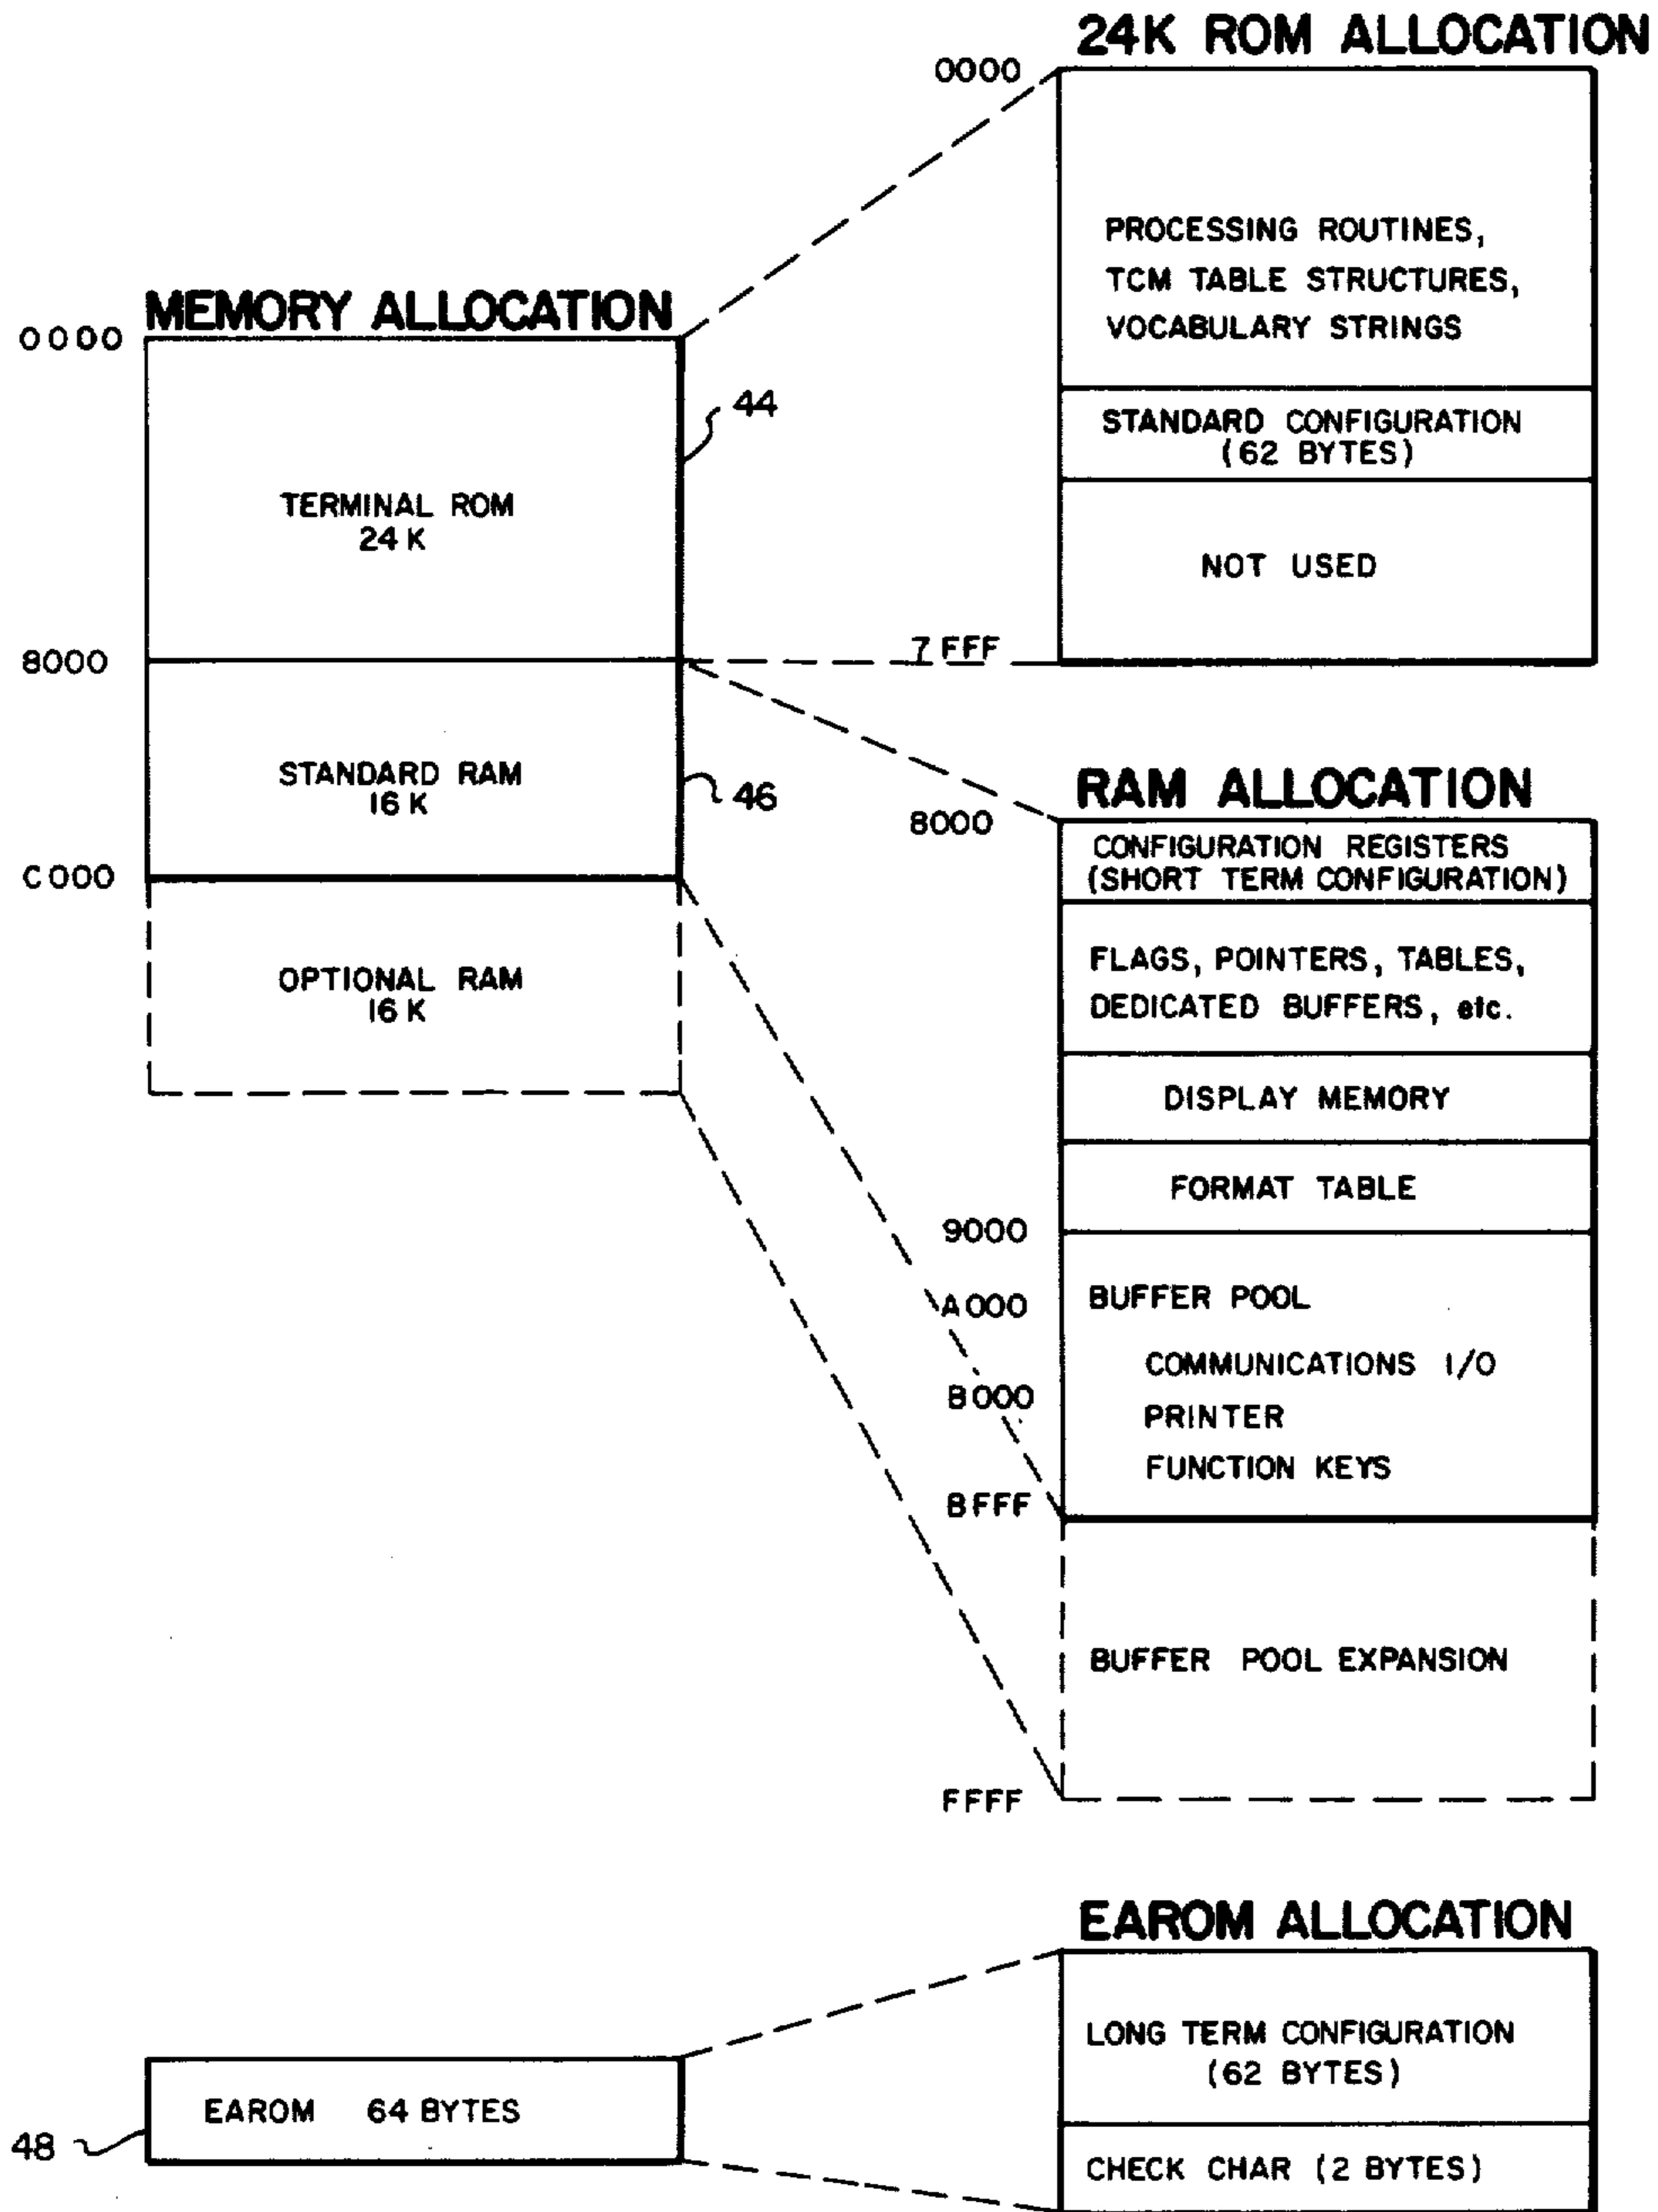 24K ROM ALLOCATION
0000
PROCESSING ROUTINES,
TCM TABLE STRUCTURES,
VOCABULARY STRINGS
STANDARD CONFIGURATION
(62 BYTES)
NOT USED
7FFF
MEMORY ALLOCATION
0000
44
TERMINAL ROM
24 K
8000
STANDARD RAM
16 K
46
C000
OPTIONAL RAM
16 K
RAM ALLOCATION
8000
CONFIGURATION REGISTERS
(SHORT TERM CONFIGURATION)
FLAGS, POINTERS, TABLES,
DEDICATED BUFFERS, etc.
DISPLAY MEMORY
FORMAT TABLE
9000
A000
BUFFER POOL
COMMUNICATIONS I/O
B000
PRINTER
FUNCTION KEYS
BFFF
BUFFER POOL EXPANSION
FFFF
EAROM ALLOCATION
LONG TERM CONFIGURATION
(62 BYTES)
CHECK CHAR (2 BYTES)
EAROM 64 BYTES
48